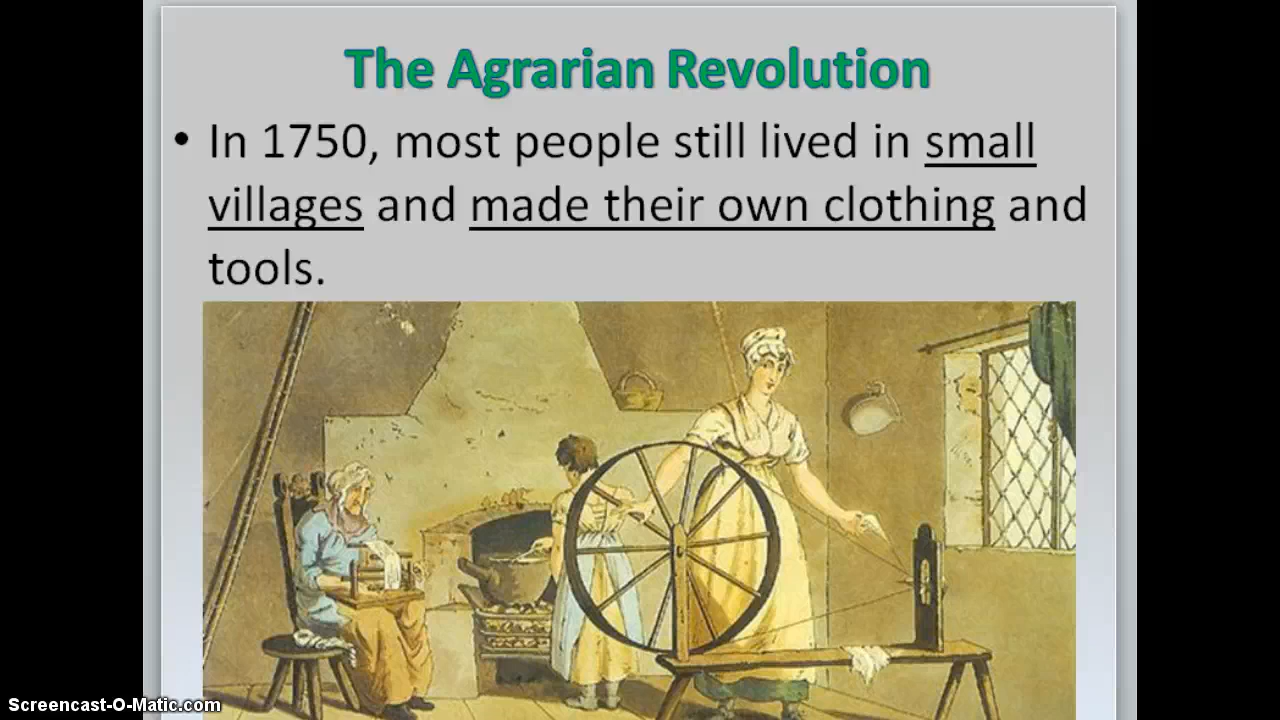 The Agrarian Revolution
• In 1750, most people still lived in small
villages and made their own clothing and
tools.
Screencast-O-Matic.com